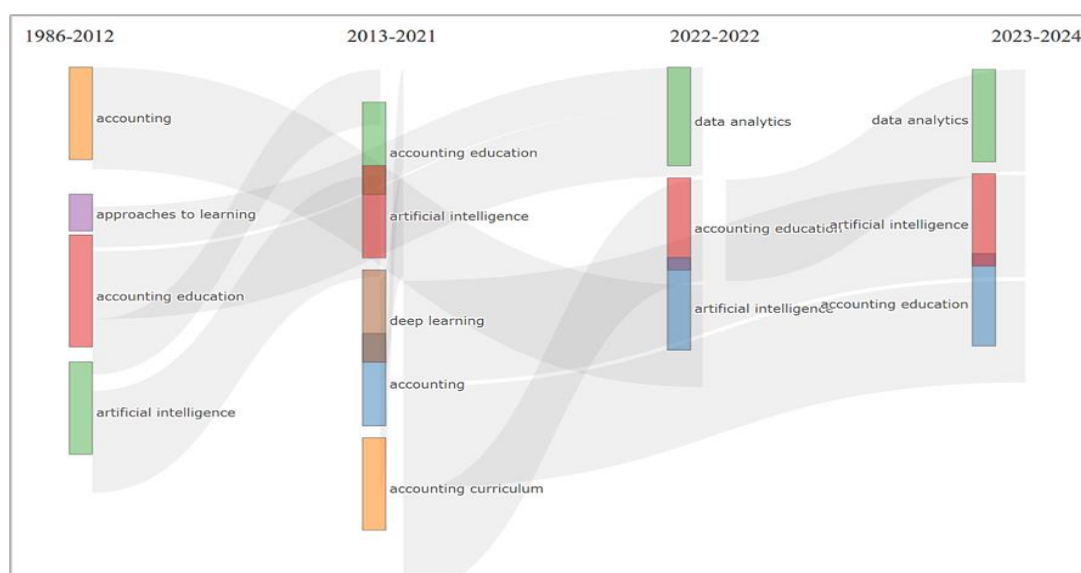 1986-2012
2013-2021
2022-2022
2023-2024
accounting
approaches to learning
accounting education
artificial intelligence
accounting education
artificial intelligence
deep learning
accounting
accounting curriculum
data analytics
accounting education
artificial intelligence
data analytics
artificial intelligence
accounting education